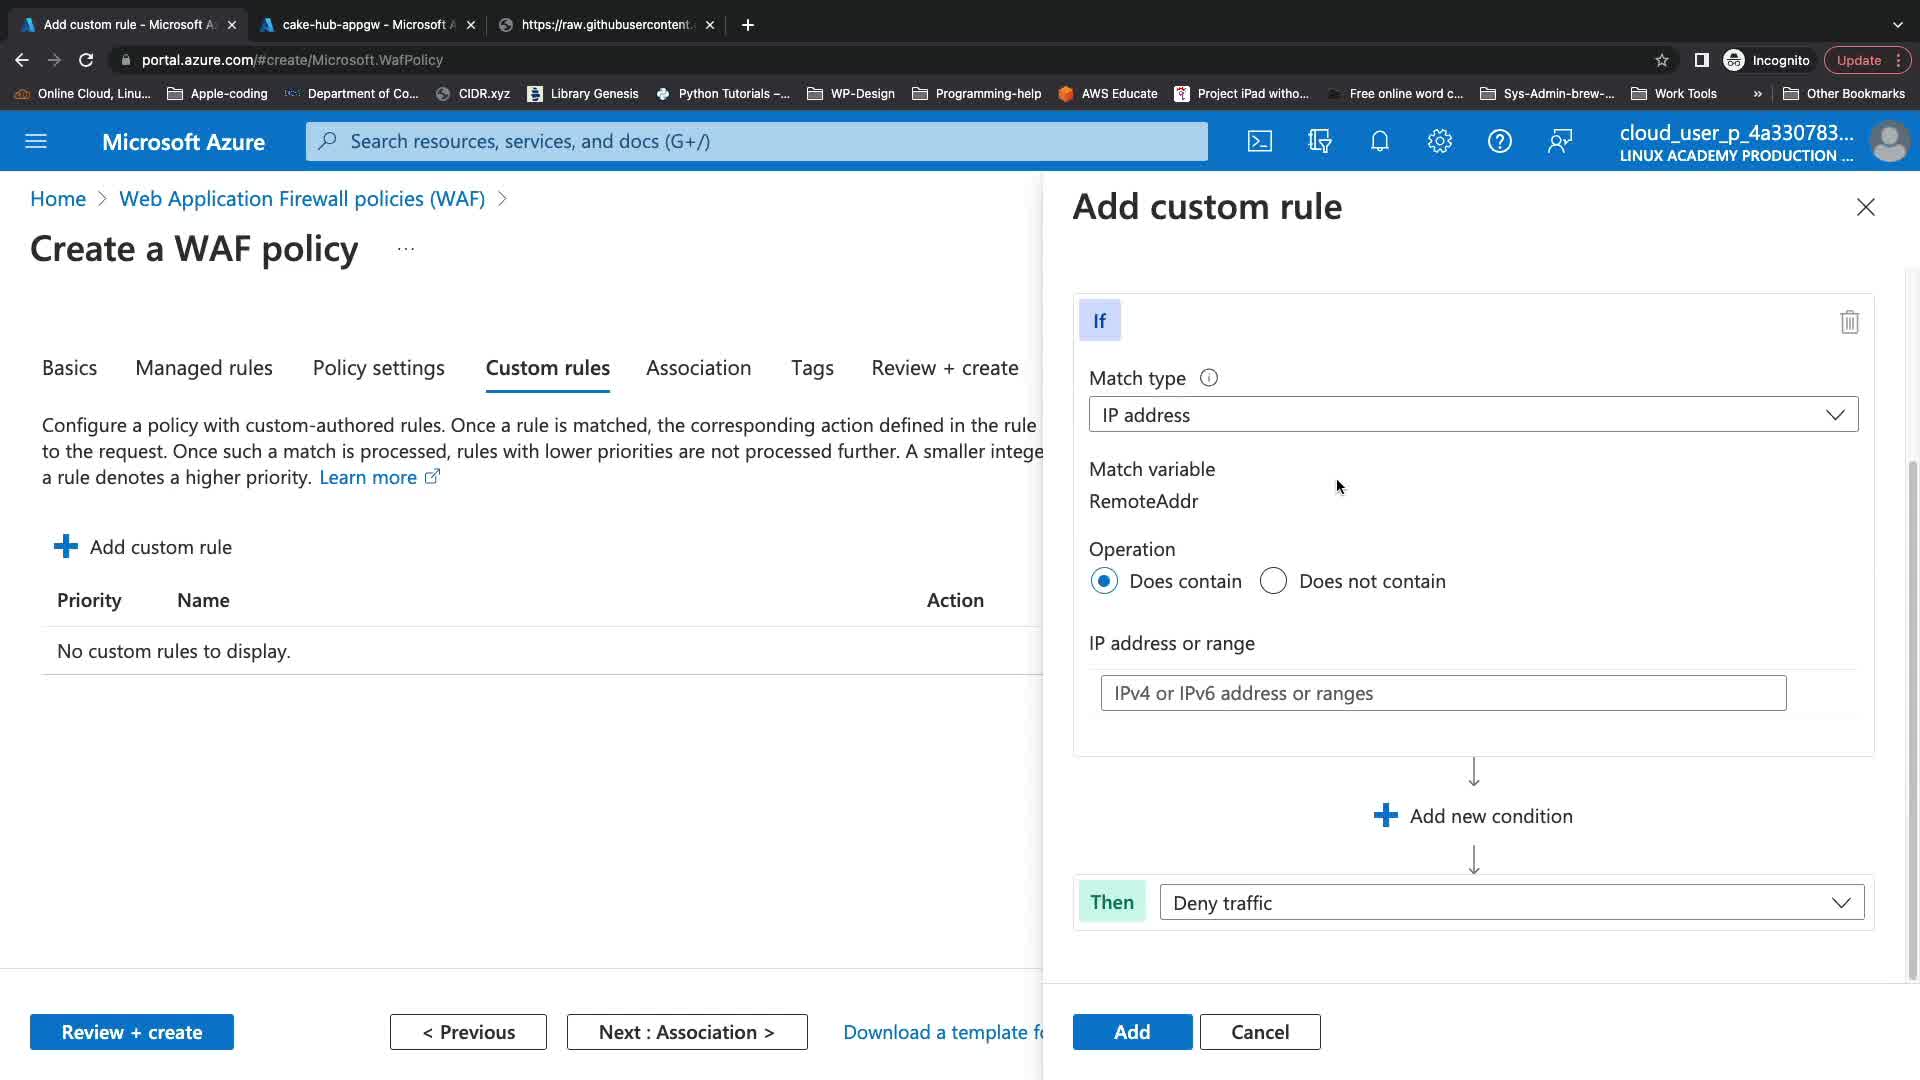 Add custom rule - Microsoft A
cake-hub-appgw - Microsoft A
https://raw.githubusercontent.
portal.azure.com/#create/Microsoft.WafPolicy
Incognito
Update
Online Cloud, Linu...
Apple-coding
Department of Co...
CIDR.xyz
Library Genesis
Python Tutorials –...
WP-Design
Programming-help
AWS Educate
Project iPad witho...
Free online word c...
Sys-Admin-brew-...
Work Tools
»
Other Bookmarks
Microsoft Azure
Search resources, services, and docs (G+/)
cloud_user_p_4a330783...
LINUX ACADEMY PRODUCTION ...
Home > Web Application Firewall policies (WAF) >
Create a WAF policy ...
Basics
Managed rules
Policy settings
Custom rules
Association
Tags
Review + create
Configure a policy with custom-authored rules. Once a rule is matched, the corresponding action defined in the rule
to the request. Once such a match is processed, rules with lower priorities are not processed further. A smaller intege
a rule denotes a higher priority. Learn more
Add custom rule
Priority Name Action
No custom rules to display.
Review + create
< Previous
Next : Association >
Download a template fo
Add custom rule
If
Match type
IP address
Match variable
RemoteAddr
Operation
Does contain
Does not contain
IP address or range
IPv4 or IPv6 address or ranges
Add new condition
Then
Deny traffic
Add
Cancel